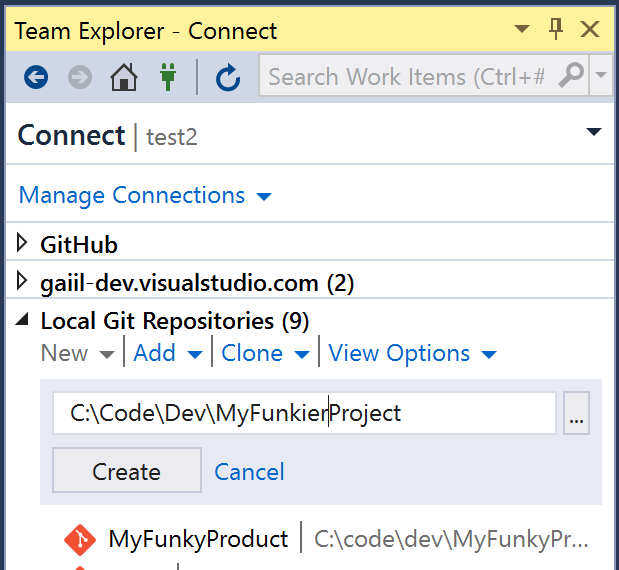 Team Explorer - Connect
Search Work Items (Ctrl+#
Connect | test2
Manage Connections
GitHub
gaiil-dev.visualstudio.com (2)
Local Git Repositories (9)
New | Add | Clone | View Options
C:\Code\Dev\MyFunkierProject ...
Create Cancel
MyFunkyProduct | C:\code\dev\MyFunkyPr...